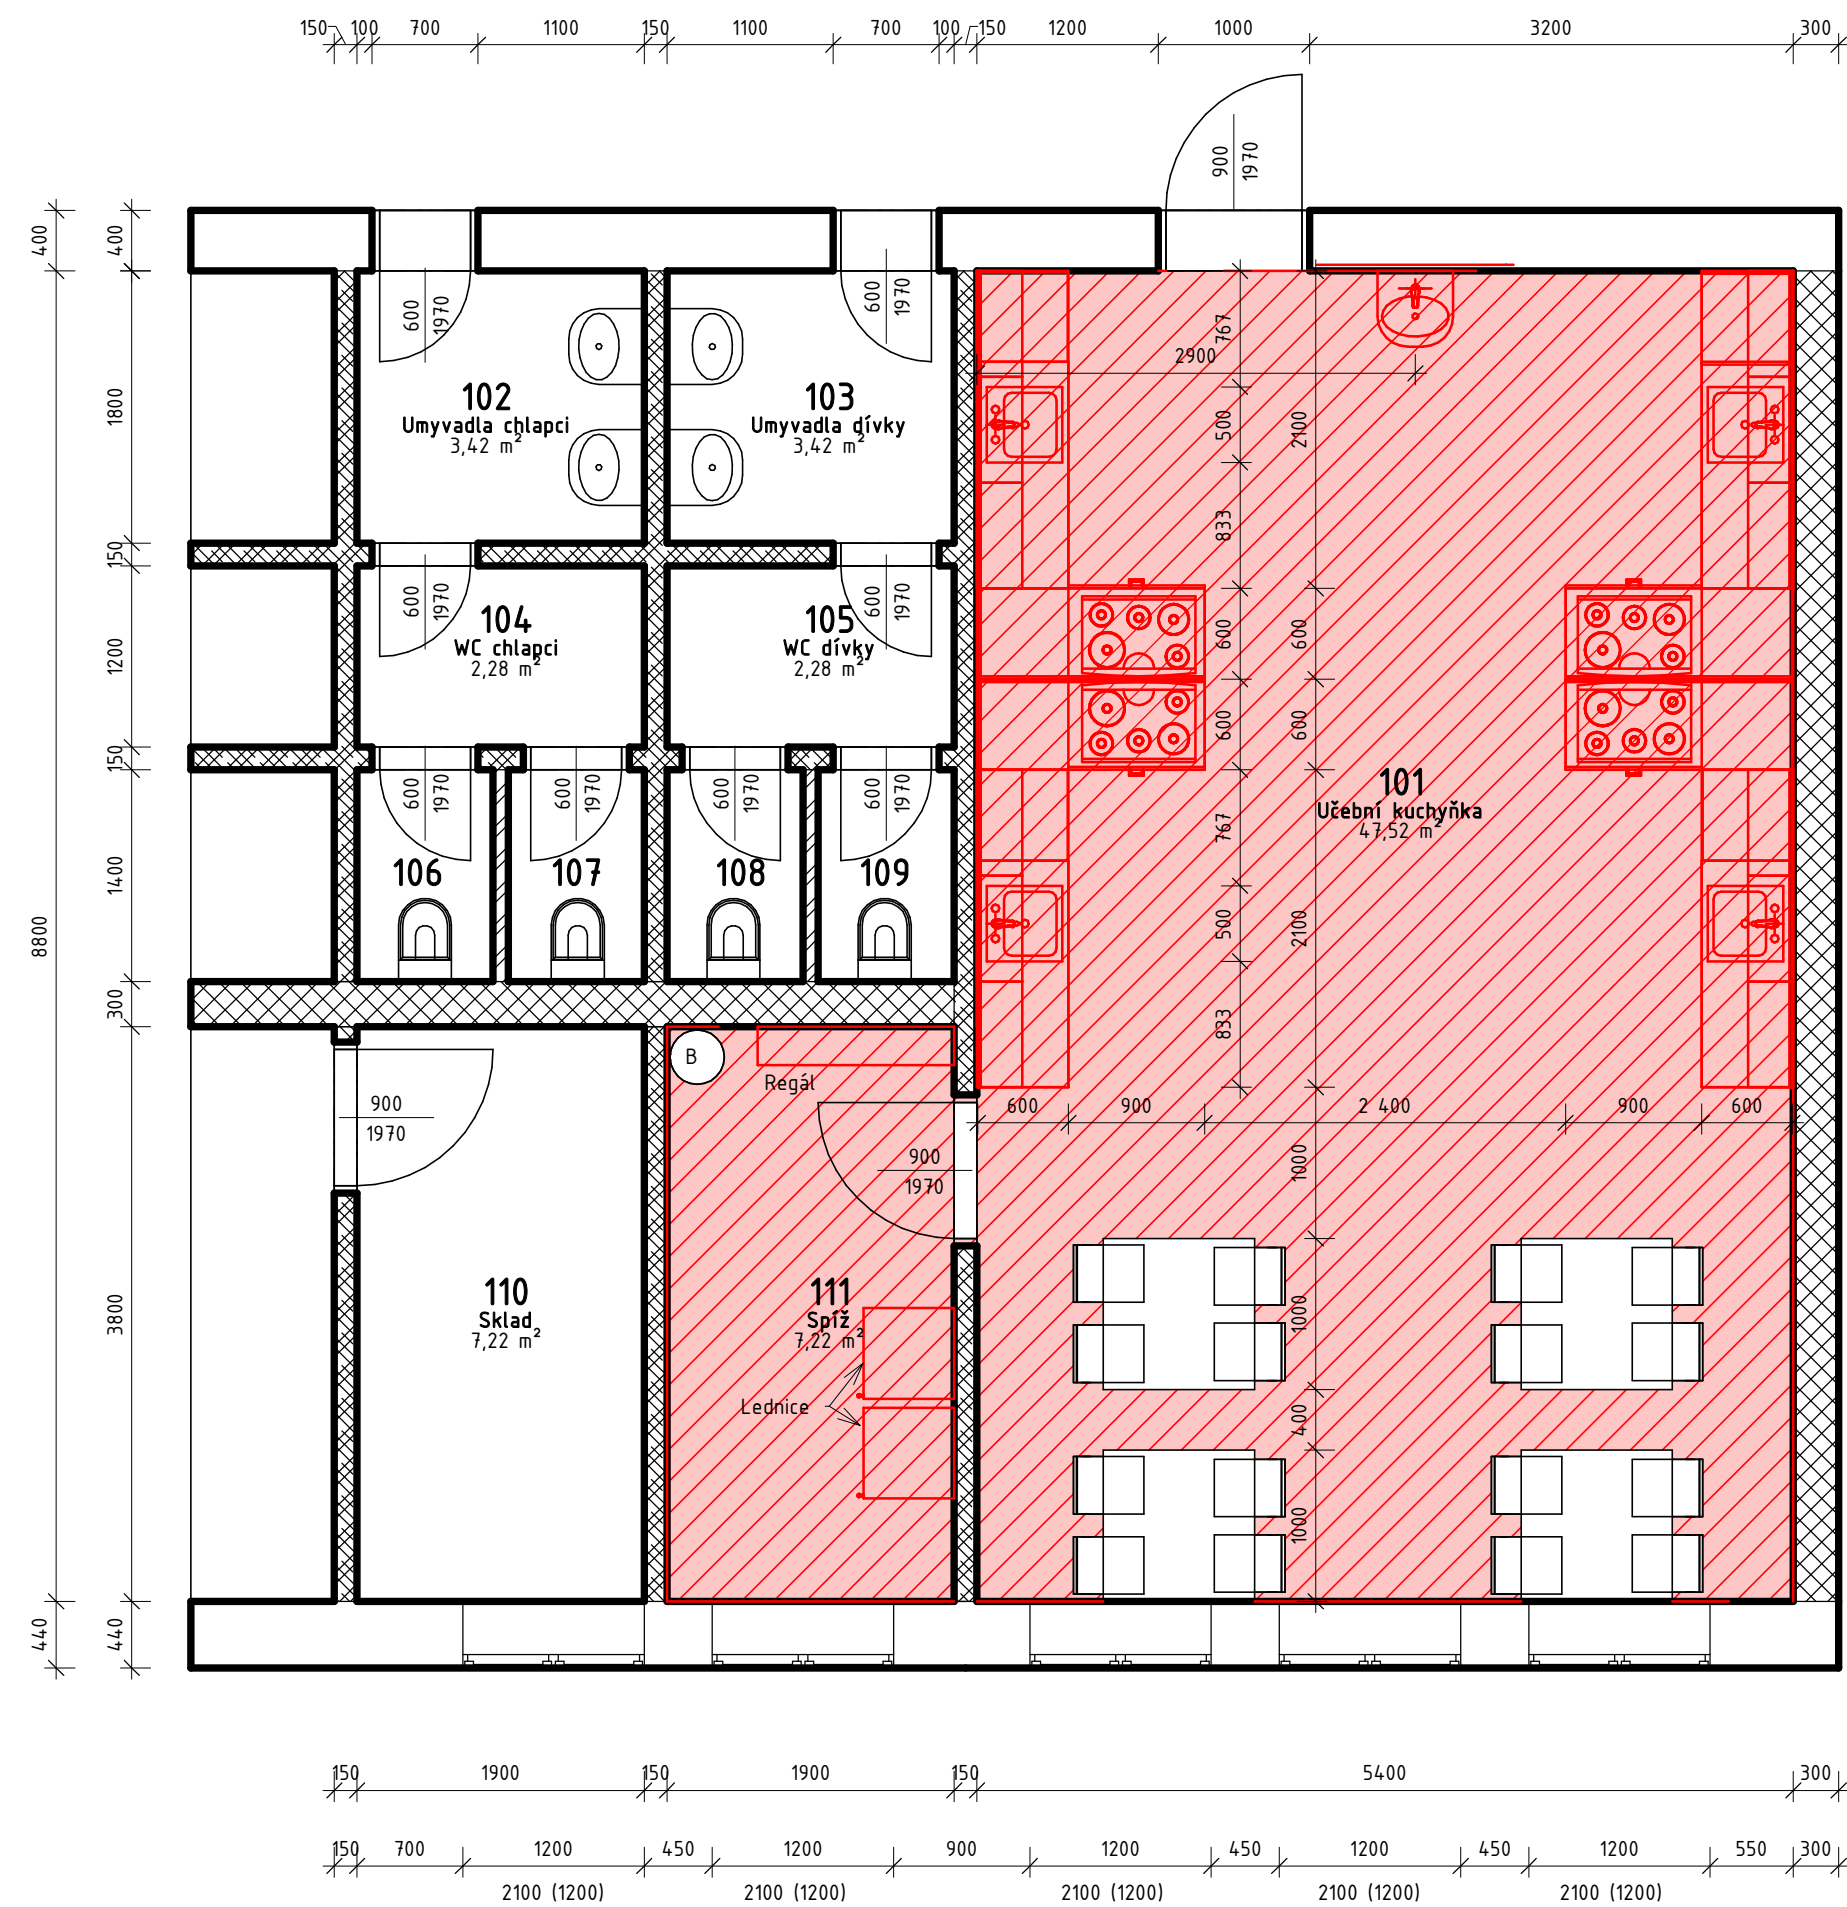 150 100 700 1100 150 1100 700 100 150 1200 1000 3200 300
900
1970
400
400
600
1970
600
1970
767
2900
102
Umyvadla chlapci
3,42 m²
103
Umyvadla dívky
3,42 m²
1800
500
2100
833
150
600
1970
600
1970
104
WC chlapci
2,28 m²
105
WC dívky
2,28 m²
1200
600
600
600
600
150
600
1970
600
1970
600
1970
600
1970
101
Učební kuchyňka
47,52 m²
767
106
107
108
109
1400
8800
500
2100
300
833
B
Regál
900
1970
600 900 2 400 900 600
900
1970
1000
110
Sklad
7,22 m²
111
Spíž
7,22 m²
3800
1000
Lednice
400
1000
440
440
150 1900 150 1900 150 5400 300
150 700 1200 450 1200 900 1200 450 1200 450 1200 550 300
2100 (1200) 2100 (1200) 2100 (1200) 2100 (1200) 2100 (1200)